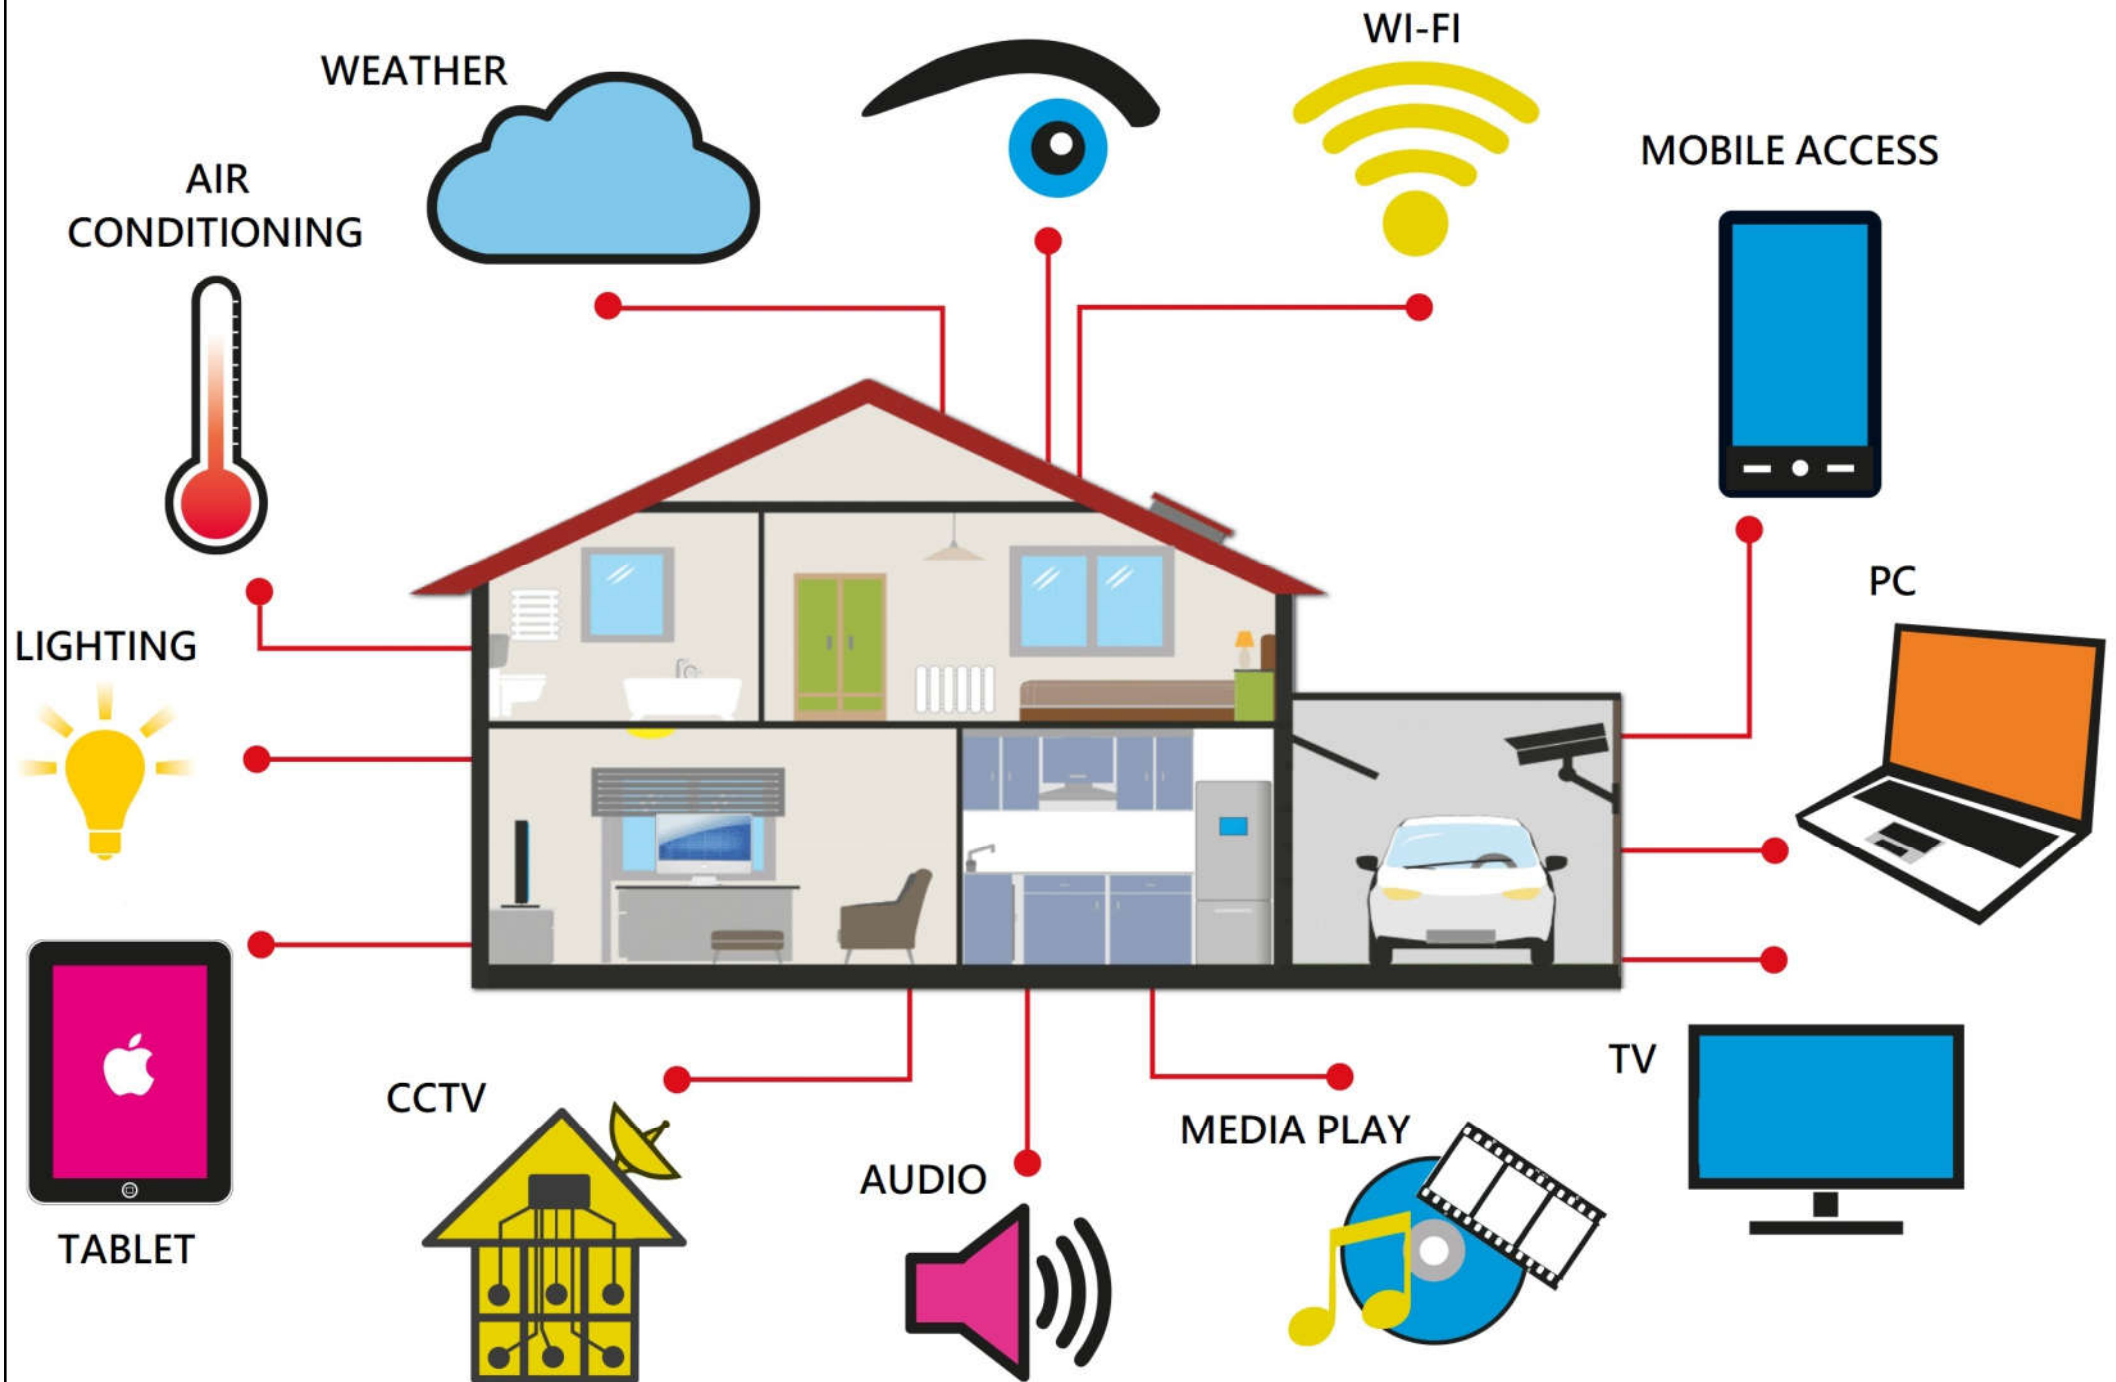 WI-FI
WEATHER
MOBILE ACCESS
AIR
CONDITIONING
PC
LIGHTING
TV
CCTV
MEDIA PLAY
AUDIO
TABLET